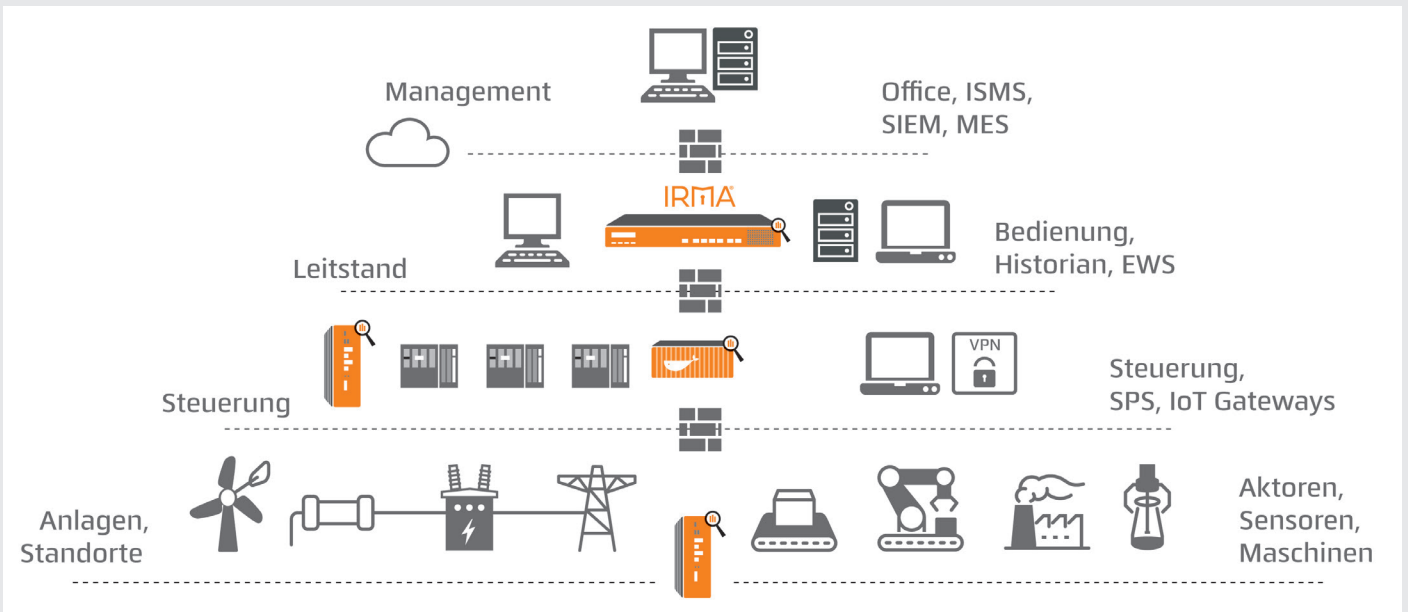 Management
Office, ISMS,
SIEM, MES
IRMA®
Leitstand
Bedienung,
Historian, EWS
VPN
Steuerung
Steuerung,
SPS, IoT Gateways
Anlagen,
Standorte
Aktoren,
Sensoren,
Maschinen